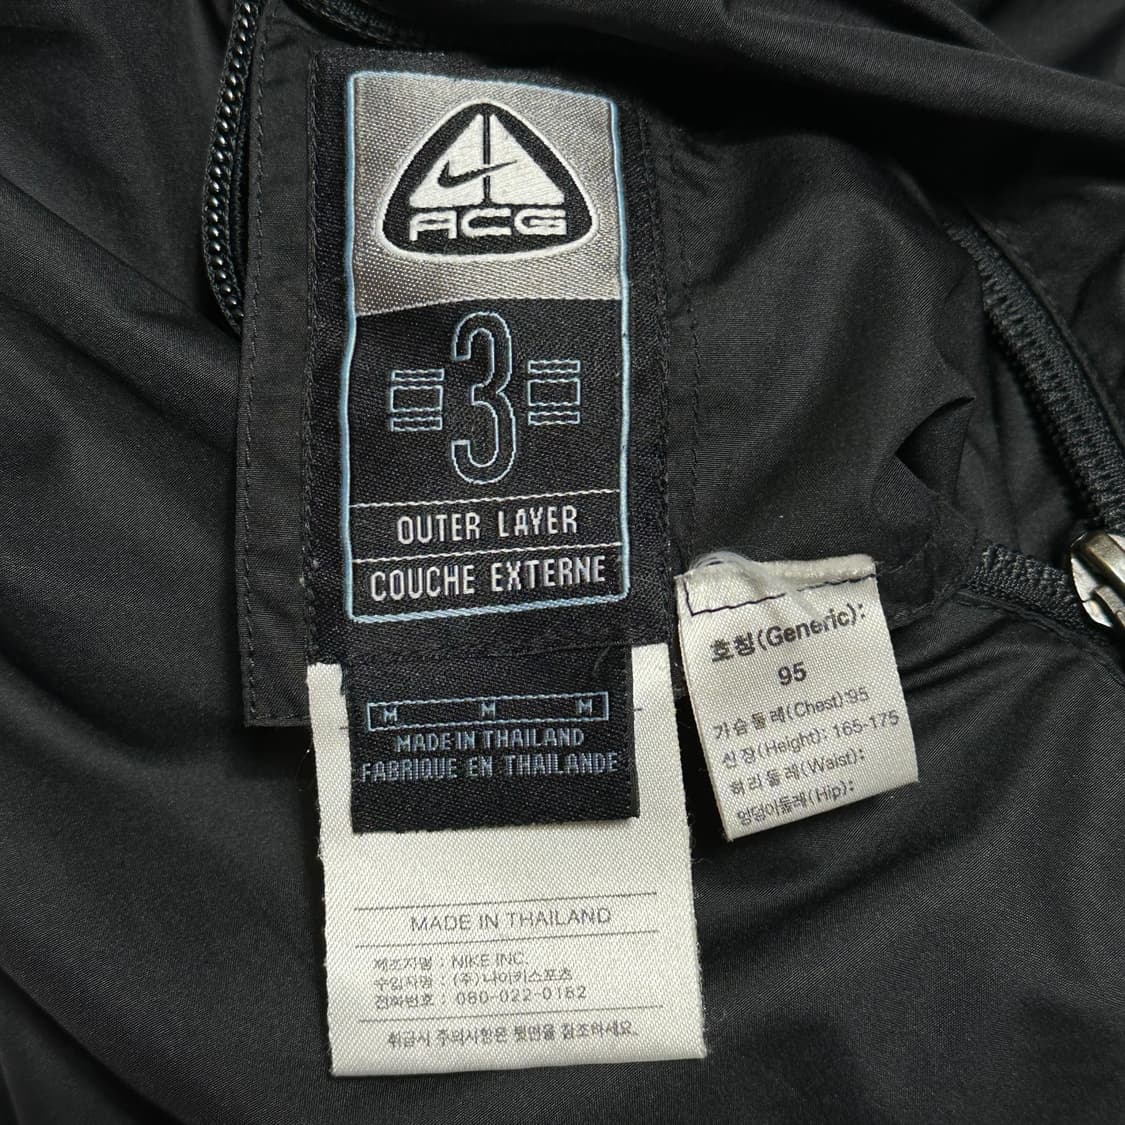 ACG
3
OUTER LAYER
COUCHE EXTERNE
M M M
MADE IN THAILAND
FABRIQUE EN THAILANDE
호칭(Generic):
95
가슴둘레(Chest):95
신장(Height): 165-175
허리둘레(Waist):
엉덩이둘레(Hip):
MADE IN THAILAND
제조자명 : NIKE INC.
수입자명 : (주) 나이키스포츠
전화번호 : 080-022-0182
취급시 주의사항은 뒷면을 참조하세요.